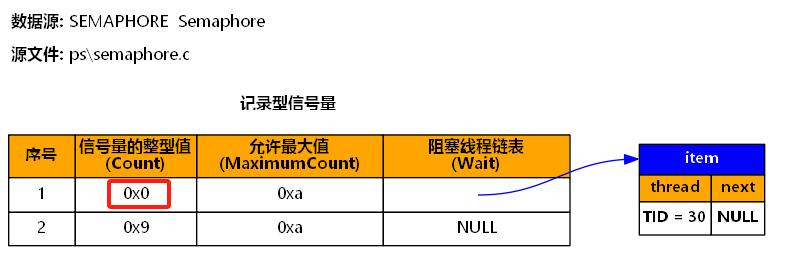 数据源: SEMAPHORE Semaphore
源文件: ps\semaphore.c
记录型信号量
序号 信号量的整型值 (Count) 允许最大值 (MaximumCount) 阻塞线程链表 (Wait)
1 0x0 0xa
2 0x9 0xa NULL
item
thread next
TID = 30 NULL